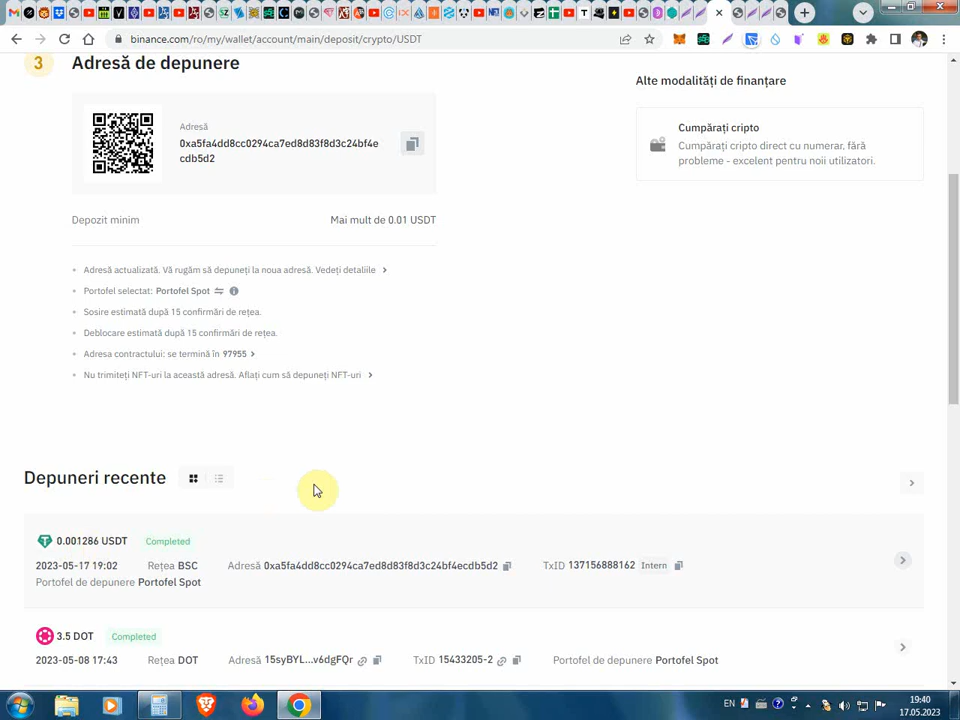 binance.com/ro/my/wallet/account/main/deposit/crypto/USDT
3 Adresă de depunere
Adresă
0xa5fa4dd8cc0294ca7ed8d83f8d3c24bf4e
cdb5d2
Depozit minim Mai mult de 0.01 USDT
Adresă actualizată. Vă rugăm să depuneți la noua adresă. Vedeți detaliile
Portofel selectat: Portofel Spot
Sosire estimată după 15 confirmări de rețea.
Deblocare estimată după 15 confirmări de rețea.
Adresa contractului: se termină în 97955
Nu trimiteți NFT-uri la această adresă. Aflați cum să depuneți NFT-uri
Alte modalități de finanțare
Cumpărați cripto
Cumpărați cripto direct cu numerar, fără
probleme - excelent pentru noii utilizatori.
Depuneri recente
0.001286 USDT Completed
2023-05-17 19:02 Rețea BSC Adresă 0xa5fa4dd8cc0294ca7ed8d83f8d3c24bf4ecdb5d2 TxID 137156888162 Intern
Portofel de depunere Portofel Spot
3.5 DOT Completed
2023-05-08 17:43 Rețea DOT Adresă 15syBYL...v6dgFQr TxID 15433205-2 Portofel de depunere Portofel Spot
EN
19:40
17.05.2023